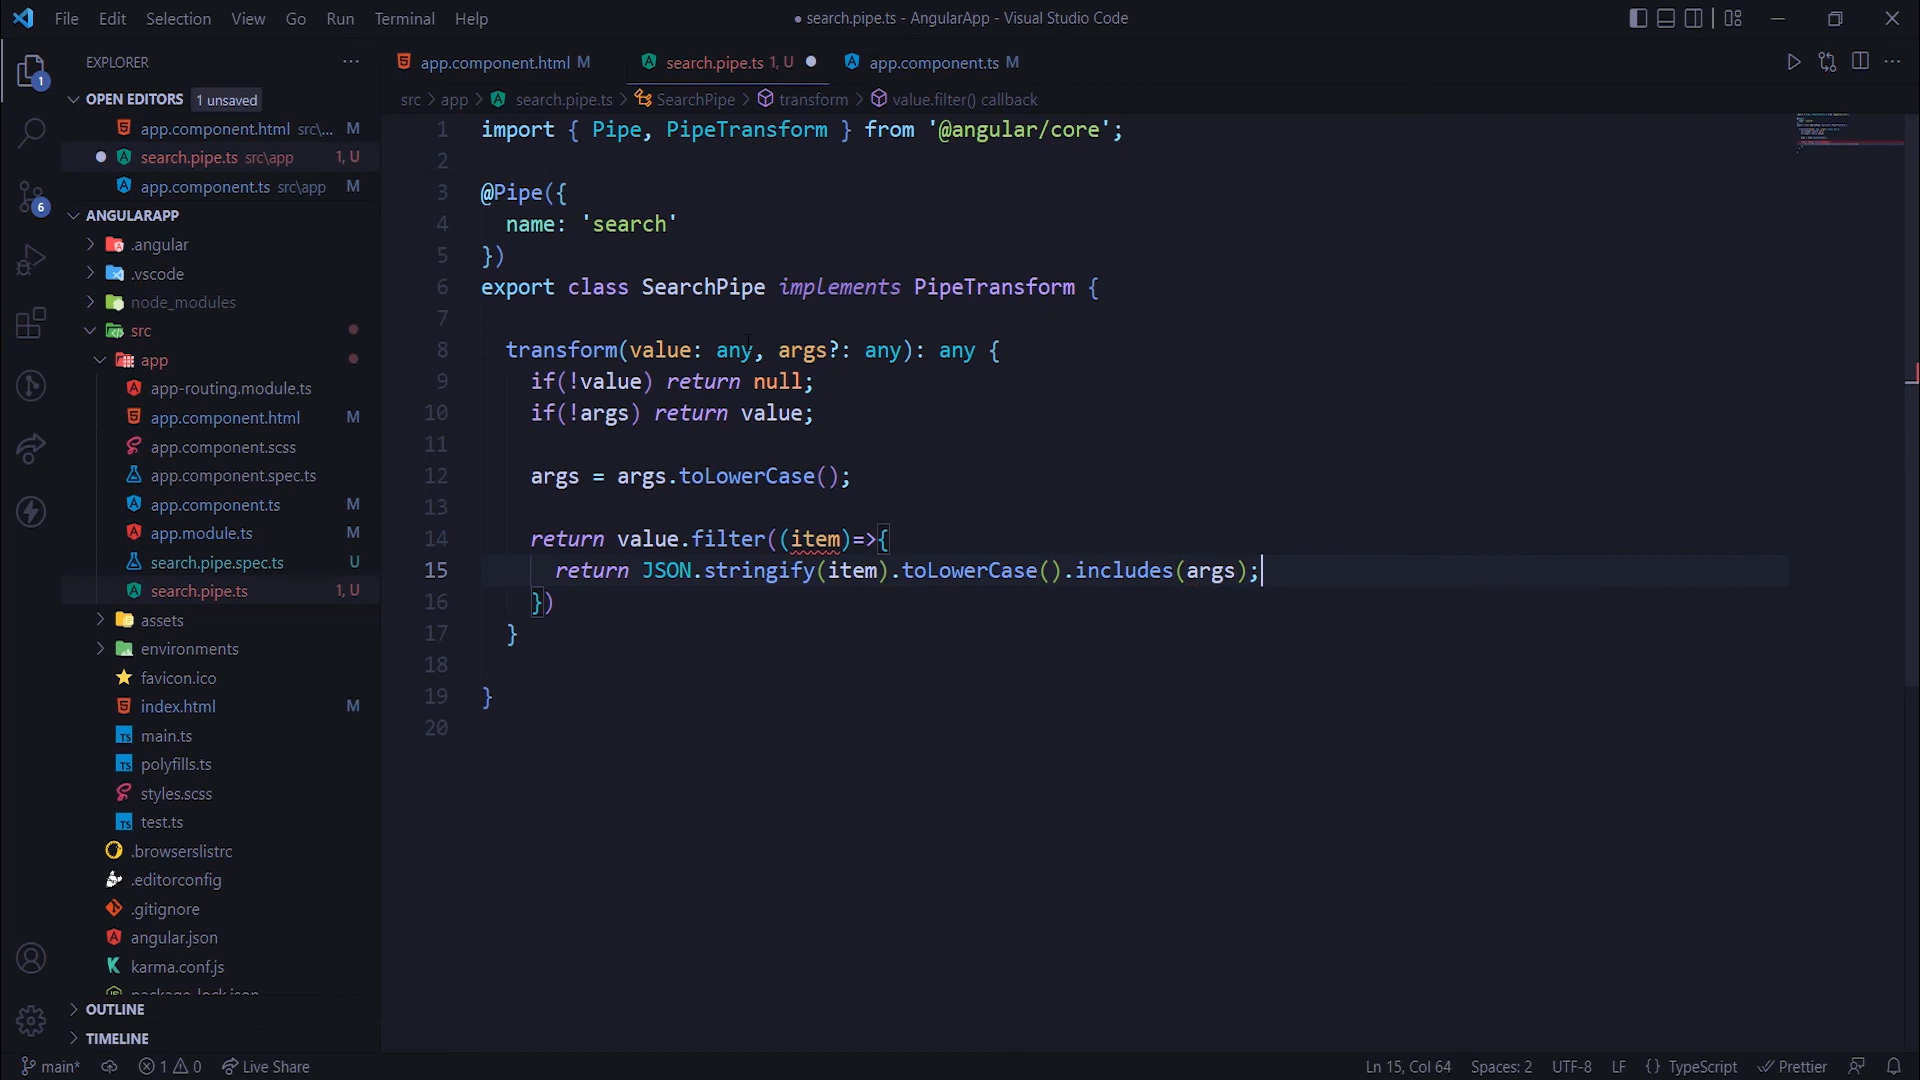 File Edit Selection View Go Run Terminal Help
● search.pipe.ts - AngularApp - Visual Studio Code
EXPLORER
1
OPEN EDITORS 1 unsaved
app.component.html src\... M
search.pipe.ts src\app 1, U
app.component.ts src\app M
6
ANGULARAPP
.angular
.vscode
node_modules
src
app
app-routing.module.ts
app.component.html M
app.component.scss
app.component.spec.ts
app.component.ts M
app.module.ts M
search.pipe.spec.ts U
search.pipe.ts 1, U
assets
environments
favicon.ico
index.html M
main.ts
polyfills.ts
styles.scss
test.ts
.browserslistrc
.editorconfig
.gitignore
angular.json
karma.conf.js
package-lock.json
OUTLINE
TIMELINE
app.component.html M search.pipe.ts 1, U app.component.ts M
src > app > search.pipe.ts > SearchPipe > transform > value.filter() callback
1 import { Pipe, PipeTransform } from '@angular/core';
2
3 @Pipe({
4 name: 'search'
5 })
6 export class SearchPipe implements PipeTransform {
7
8 transform(value: any, args?: any): any {
9 if(!value) return null;
10 if(!args) return value;
11
12 args = args.toLowerCase();
13
14 return value.filter((item)=>{
15 return JSON.stringify(item).toLowerCase().includes(args);
16 })
17 }
18
19 }
20
main* 1 0 Live Share Ln 15, Col 64 Spaces: 2 UTF-8 LF {} TypeScript Prettier